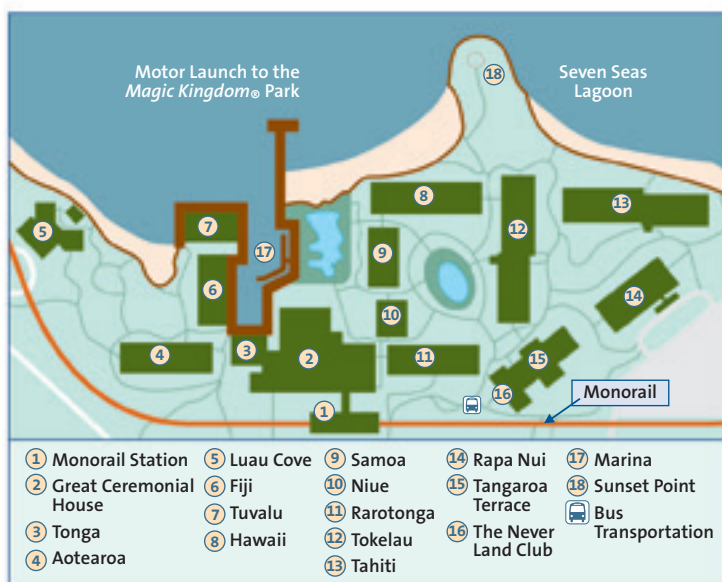 Motor Launch to the
Magic Kingdom® Park
Seven Seas
Lagoon
18
5
7
17
8
13
12
9
6
14
10
3
2
4
11
15
16
1
Monorail
1 Monorail Station
2 Great Ceremonial
House
3 Tonga
4 Aotearoa
5 Luau Cove
6 Fiji
7 Tuvalu
8 Hawaii
9 Samoa
10 Niue
11 Rarotonga
12 Tokelau
13 Tahiti
14 Rapa Nui
15 Tangaroa
Terrace
16 The Never
Land Club
17 Marina
18 Sunset Point
Bus
Transportation